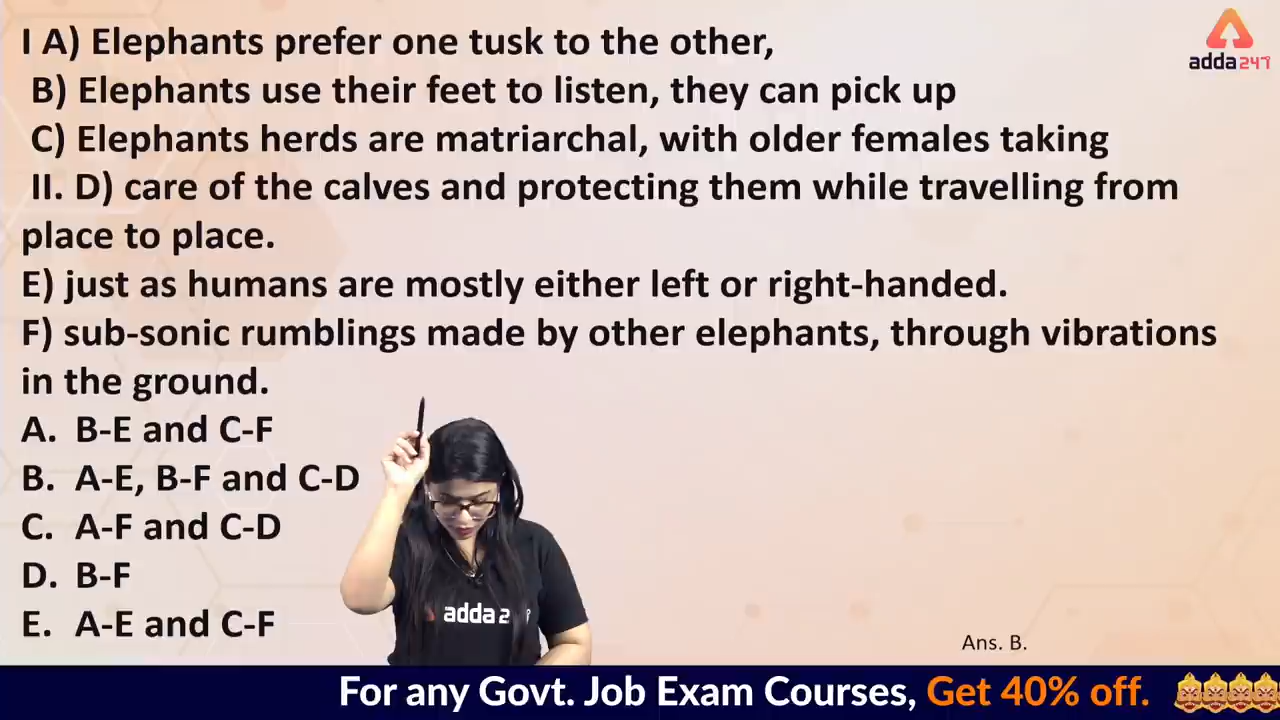 I A) Elephants prefer one tusk to the other,
B) Elephants use their feet to listen, they can pick up
C) Elephants herds are matriarchal, with older females taking
II. D) care of the calves and protecting them while travelling from
place to place.
E) just as humans are mostly either left or right-handed.
F) sub-sonic rumblings made by other elephants, through vibrations
in the ground.
A. B-E and C-F
B. A-E, B-F and C-D
C. A-F and C-D
D. B-F
E. A-E and C-F
adda247
adda 2
Ans. B.
For any Govt. Job Exam Courses, Get 40% off.